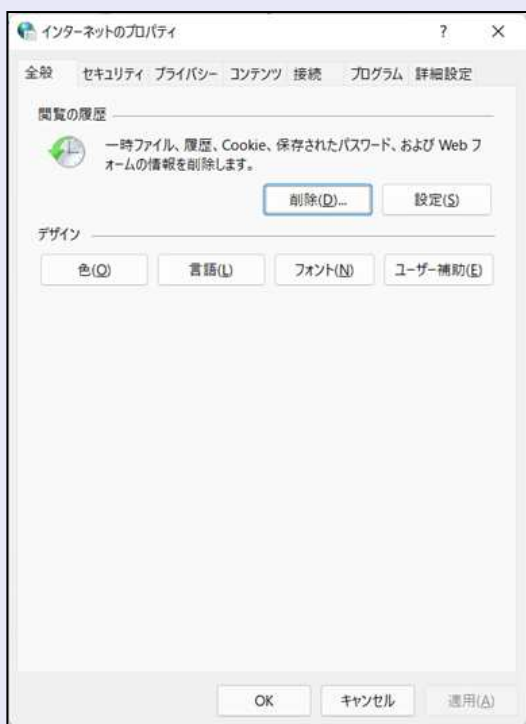 インターネットのプロパティ ? ×
全般 セキュリティ プライバシー コンテンツ 接続 プログラム 詳細設定
閲覧の履歴
一時ファイル、履歴、Cookie、保存されたパスワード、および Web フ
ォームの情報を削除します。
削除(D)... 設定(S)
デザイン
色(O) 言語(L) フォント(N) ユーザー補助(E)
OK キャンセル 適用(A)